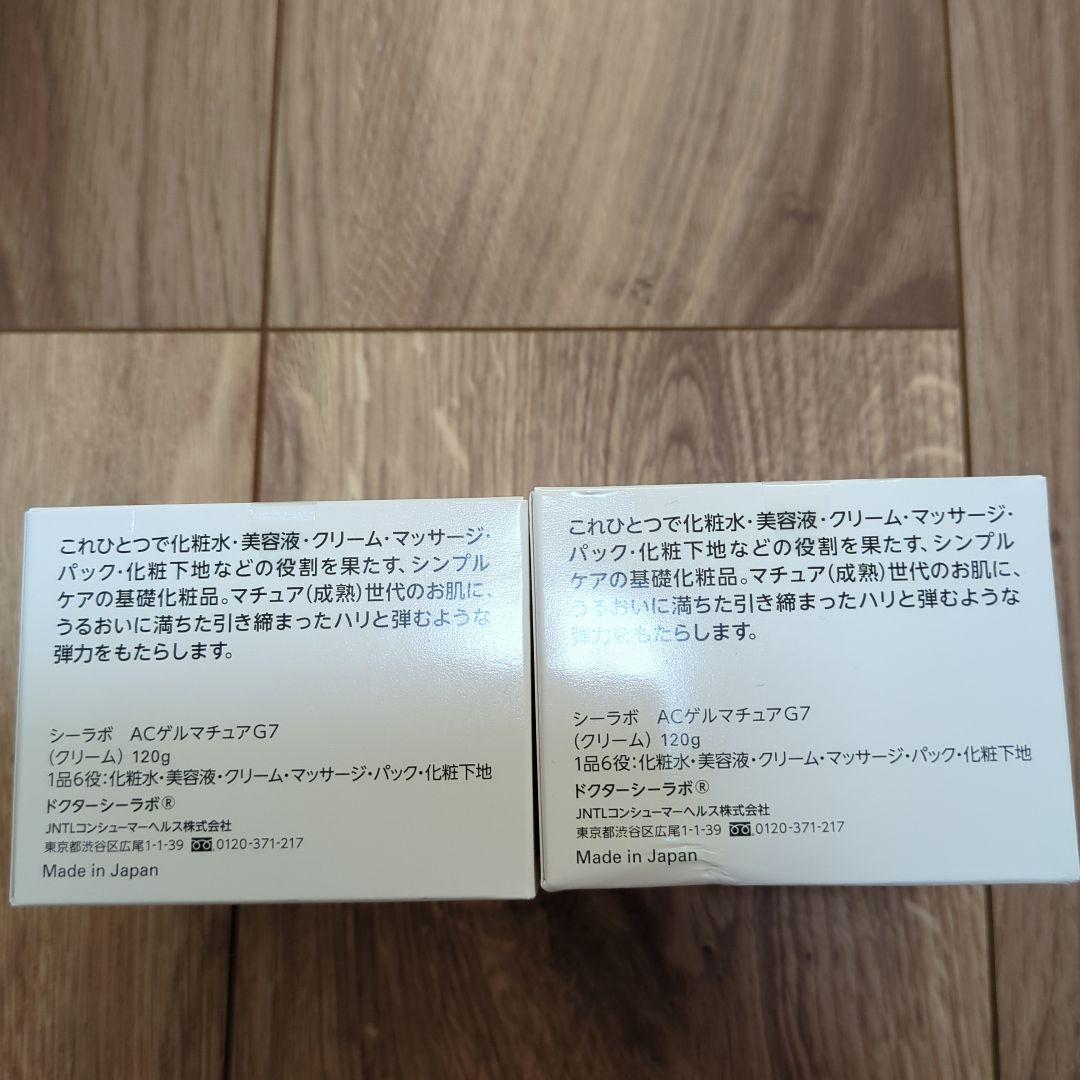 これひとつで化粧水・美容液・クリーム・マッサージ・
パック・化粧下地などの役割を果たす、シンプル
ケアの基礎化粧品。マチュア(成熟)世代のお肌に、
うるおいに満ちた引き締まったハリと弾むような
弾力をもたらします。
シーラボ　ACゲルマチュアG7
(クリーム) 120g
1品6役:化粧水・美容液・クリーム・マッサージ・パック・化粧下地
ドクターシーラボ®
JNTLコンシューマーヘルス株式会社
東京都渋谷区広尾1-1-39 0120-371-217
Made in Japan
これひとつで化粧水・美容液・クリーム・マッサージ・
パック・化粧下地などの役割を果たす、シンプル
ケアの基礎化粧品。マチュア(成熟)世代のお肌に、
うるおいに満ちた引き締まったハリと弾むような
弾力をもたらします。
シーラボ　ACゲルマチュアG7
(クリーム) 120g
1品6役:化粧水・美容液・クリーム・マッサージ・パック・化粧下地
ドクターシーラボ®
JNTLコンシューマーヘルス株式会社
東京都渋谷区広尾1-1-39 0120-371-217
Made in Japan